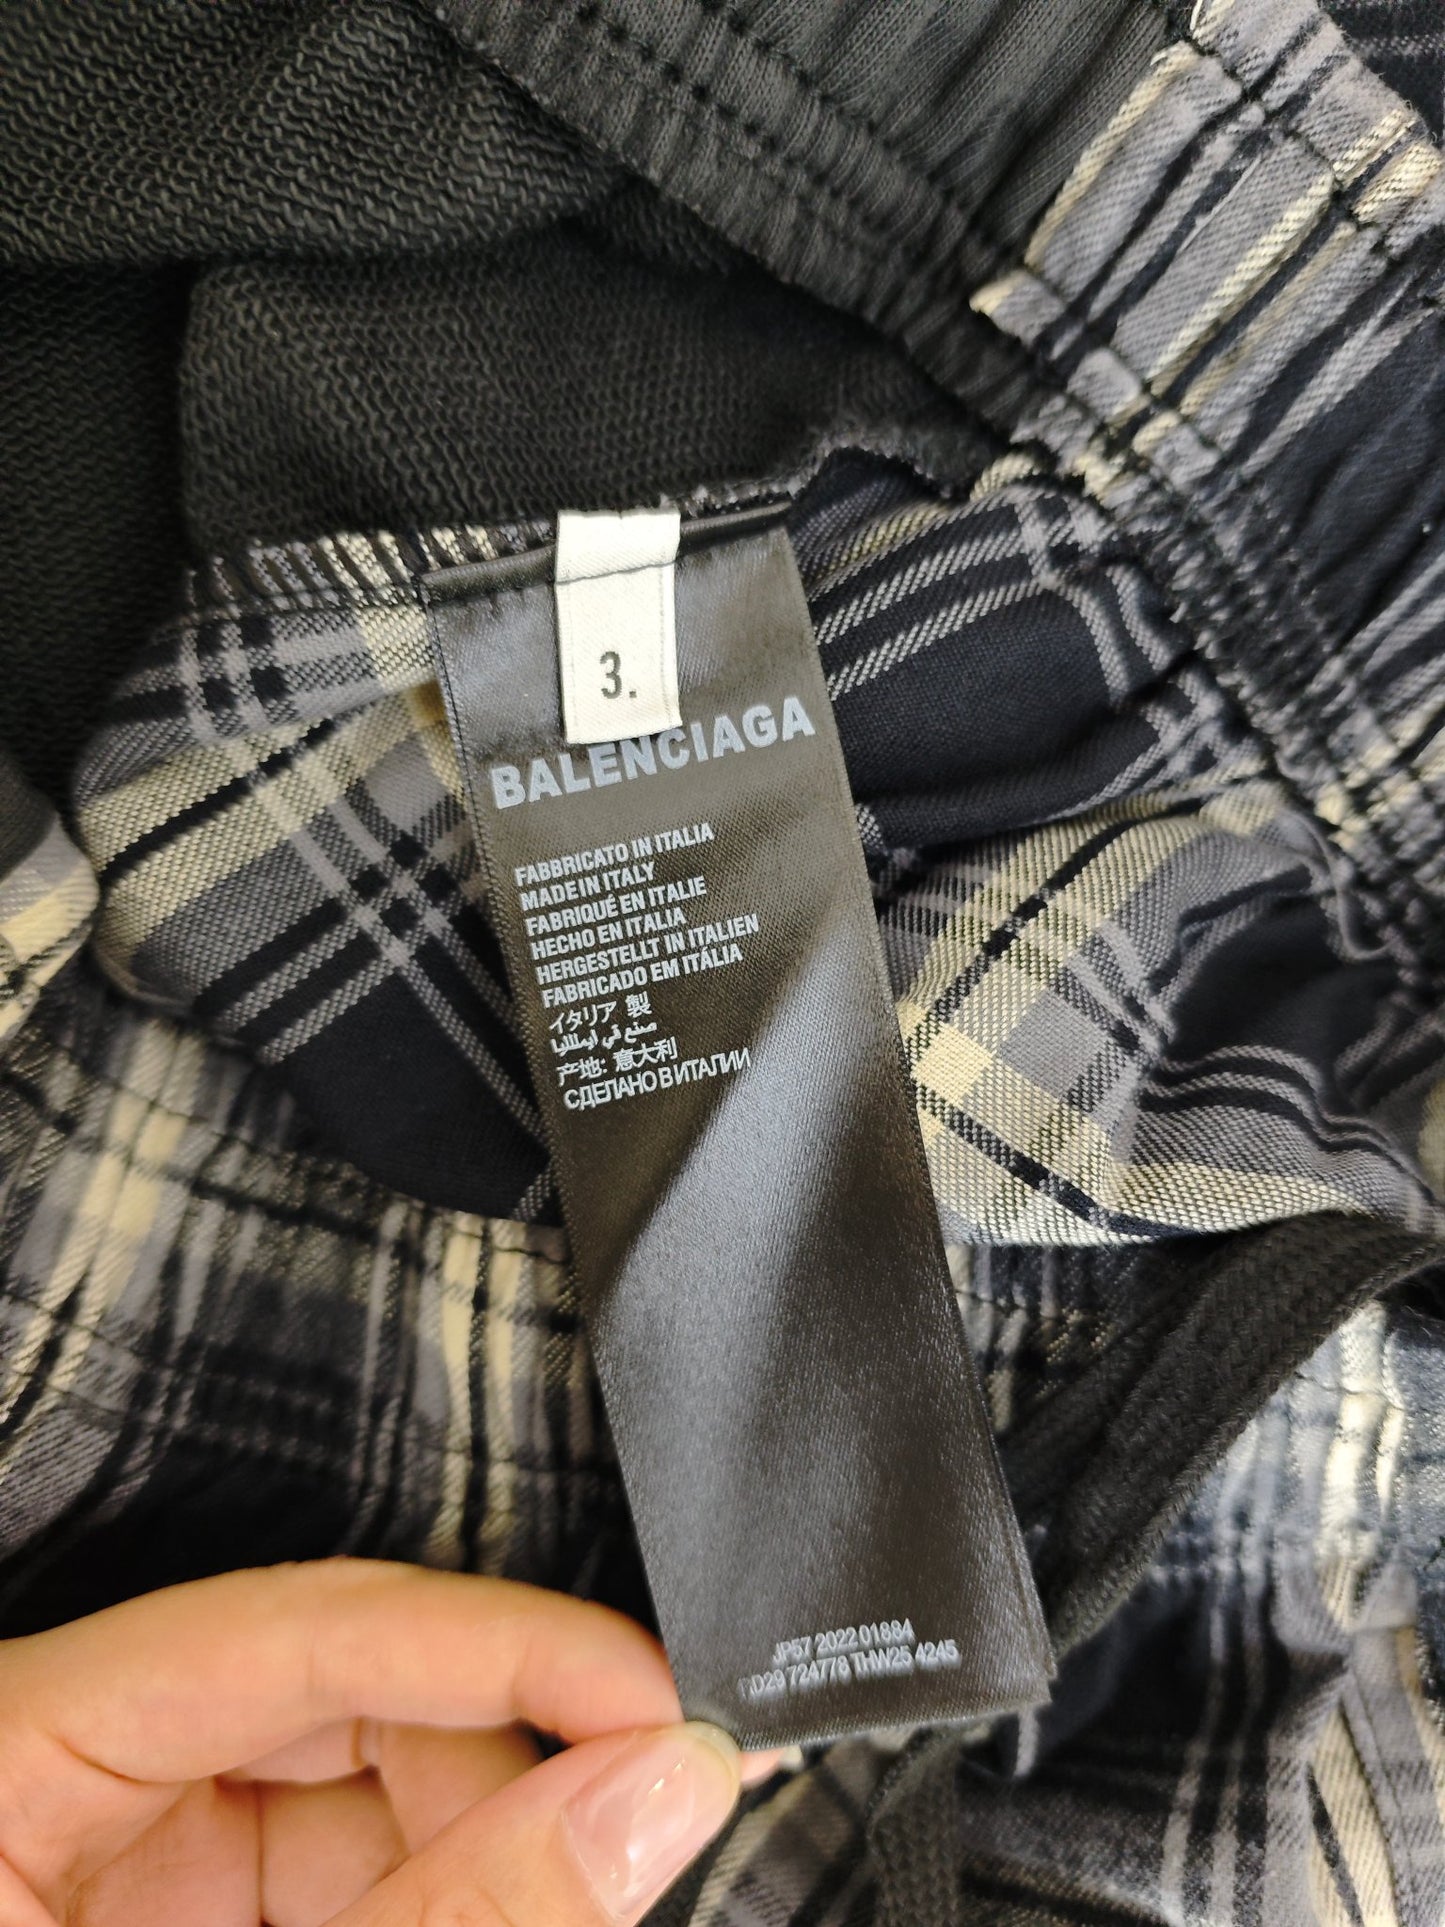 3.
BALENCIAGA
FABBRICATO IN ITALIA
MADE IN ITALY
FABRIQUÉ EN ITALIE
HECHO EN ITALIA
HERGESTELLT IN ITALIEN
FABRICADO EM ITÁLIA
イタリア 製
صنع في ايطاليا
产地: 意大利
СДЕЛАНО В ИТАЛИИ
JP57 2022 01884
724778 THW25 4245